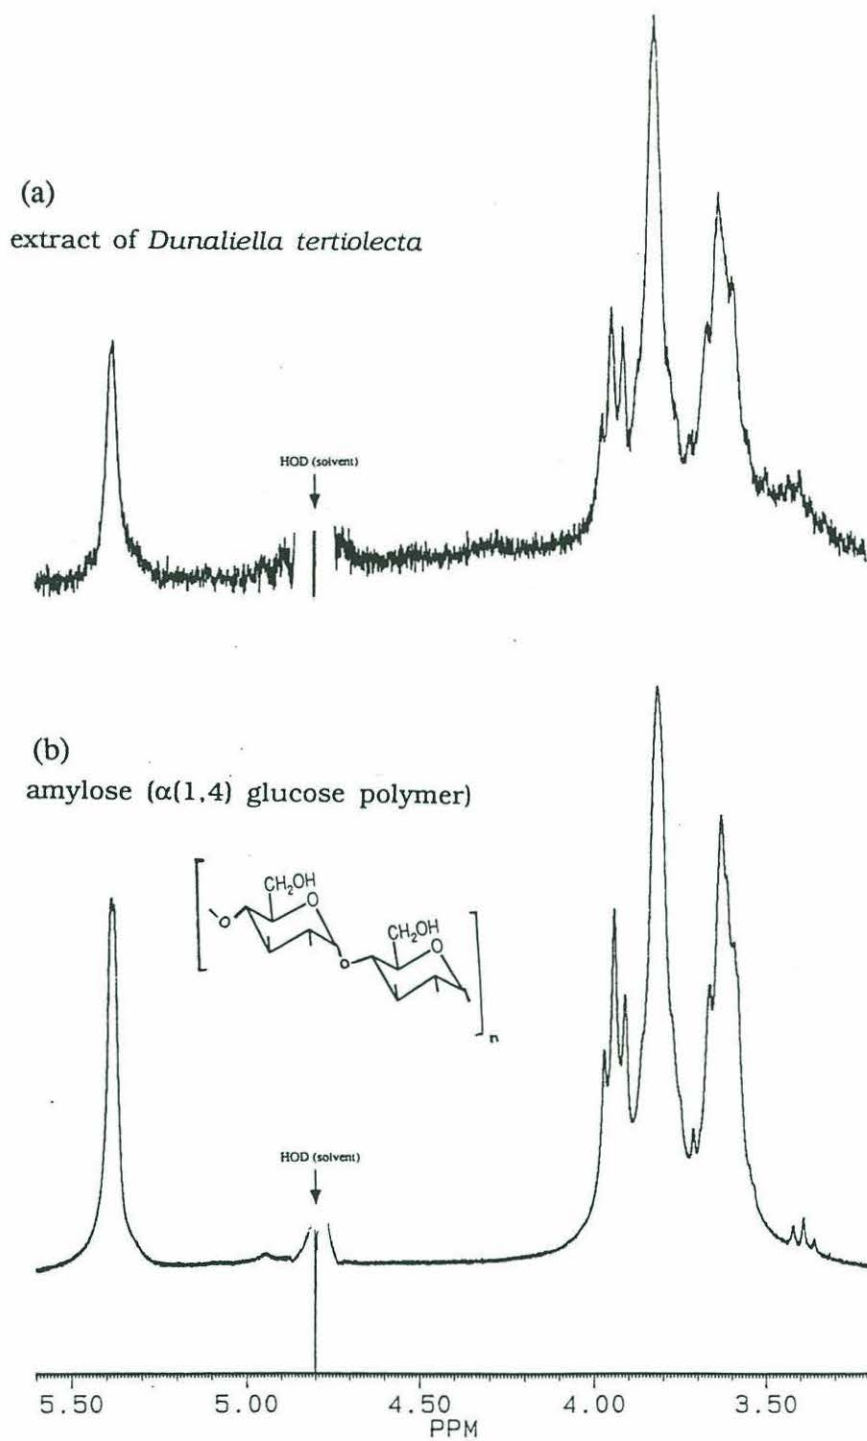 (a)
extract of Dunaliella tertiolecta
HOD (solvent)
(b)
amylose (α(1,4) glucose polymer)
CH2OH
O
O
CH2OH
O
O
n
HOD (solvent)
5.50 5.00 4.50 4.00 3.50
PPM